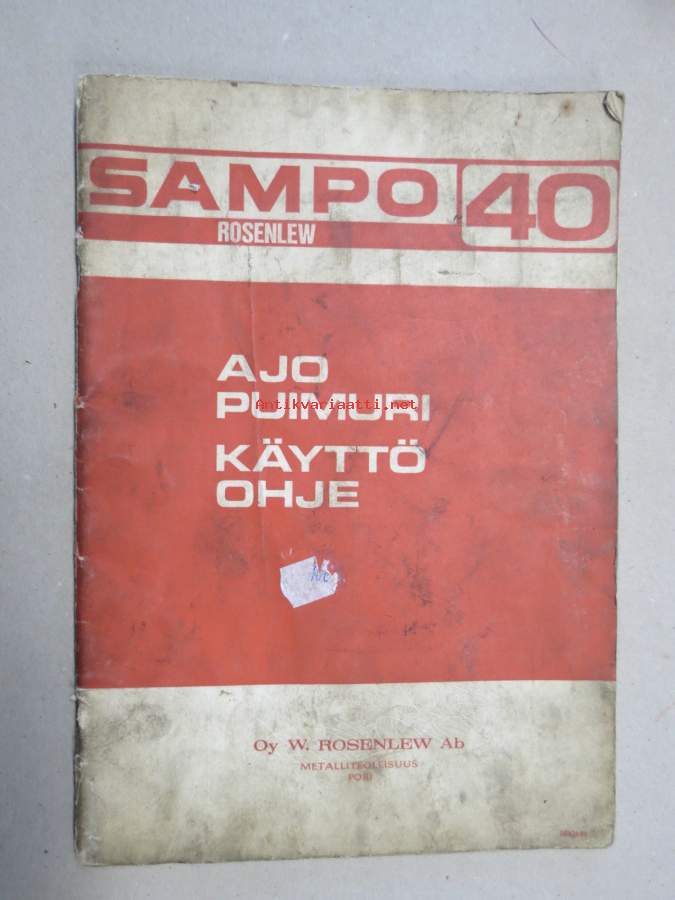 SAMPO 40
ROSENLEW
AJO
PUIMURI
Antikvariaatti.net
KÄYTTÖ
OHJE
Oy W. ROSENLEW Ab
METALLITEOLLISUUS
PORI